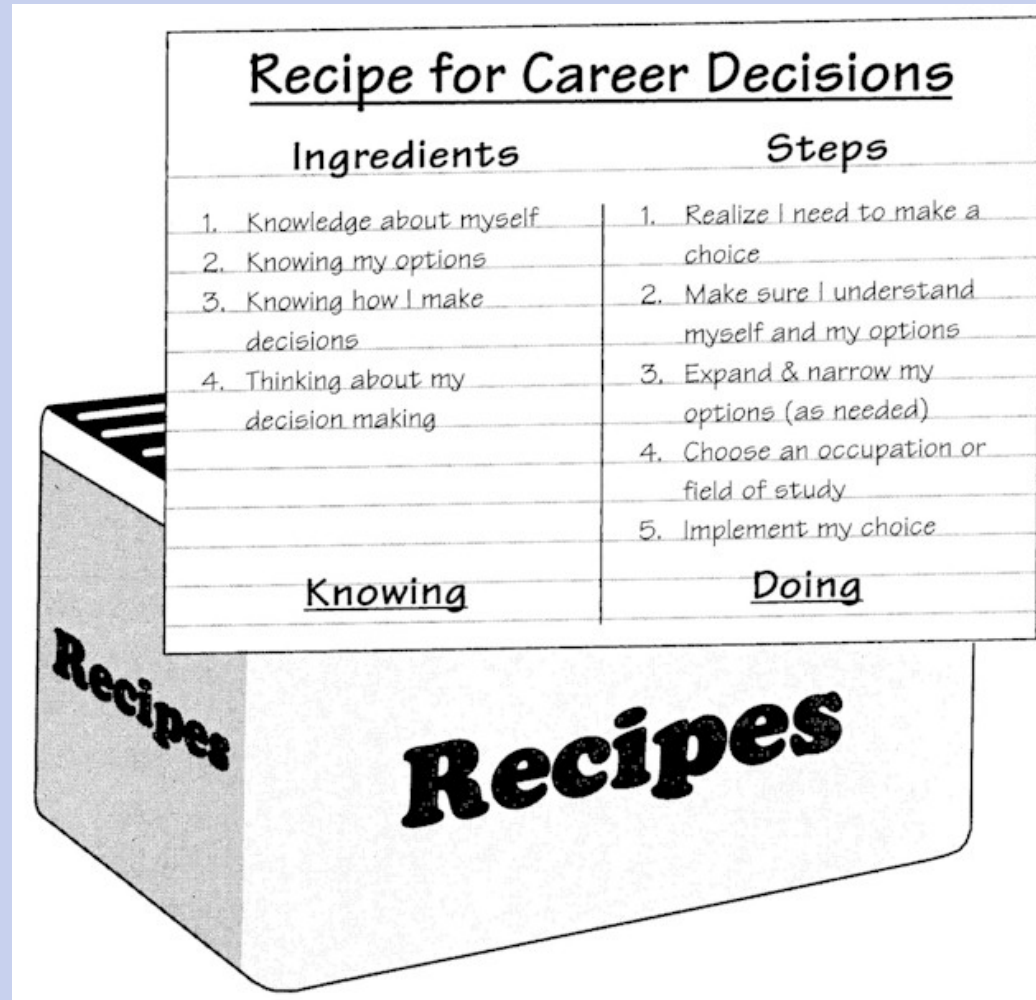 Recipe for Career Decisions
Ingredients
1. Knowledge about myself
2. Knowing my options
3. Knowing how I make
decisions
4. Thinking about my
decision making
Knowing
Steps
1. Realize I need to make a
choice
2. Make sure I understand
myself and my options
3. Expand & narrow my
options (as needed)
4. Choose an occupation or
field of study
5. Implement my choice
Doing
Recipes
Recipes